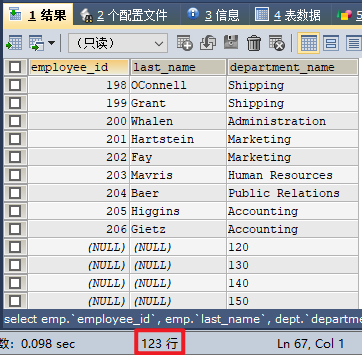 1 结果 2 个配置文件 3 信息 4 表数据 5
(只读)
employee_id last_name department_name
198 OConnell Shipping
199 Grant Shipping
200 Whalen Administration
201 Hartstein Marketing
202 Fay Marketing
203 Mavris Human Resources
204 Baer Public Relations
205 Higgins Accounting
206 Gietz Accounting
(NULL) (NULL) 120
(NULL) (NULL) 130
(NULL) (NULL) 140
(NULL) (NULL) 150
select emp.`employee_id`, emp.`last_name`, dept.`department_n
数: 0.098 sec 123 行 Ln 67, Col 1